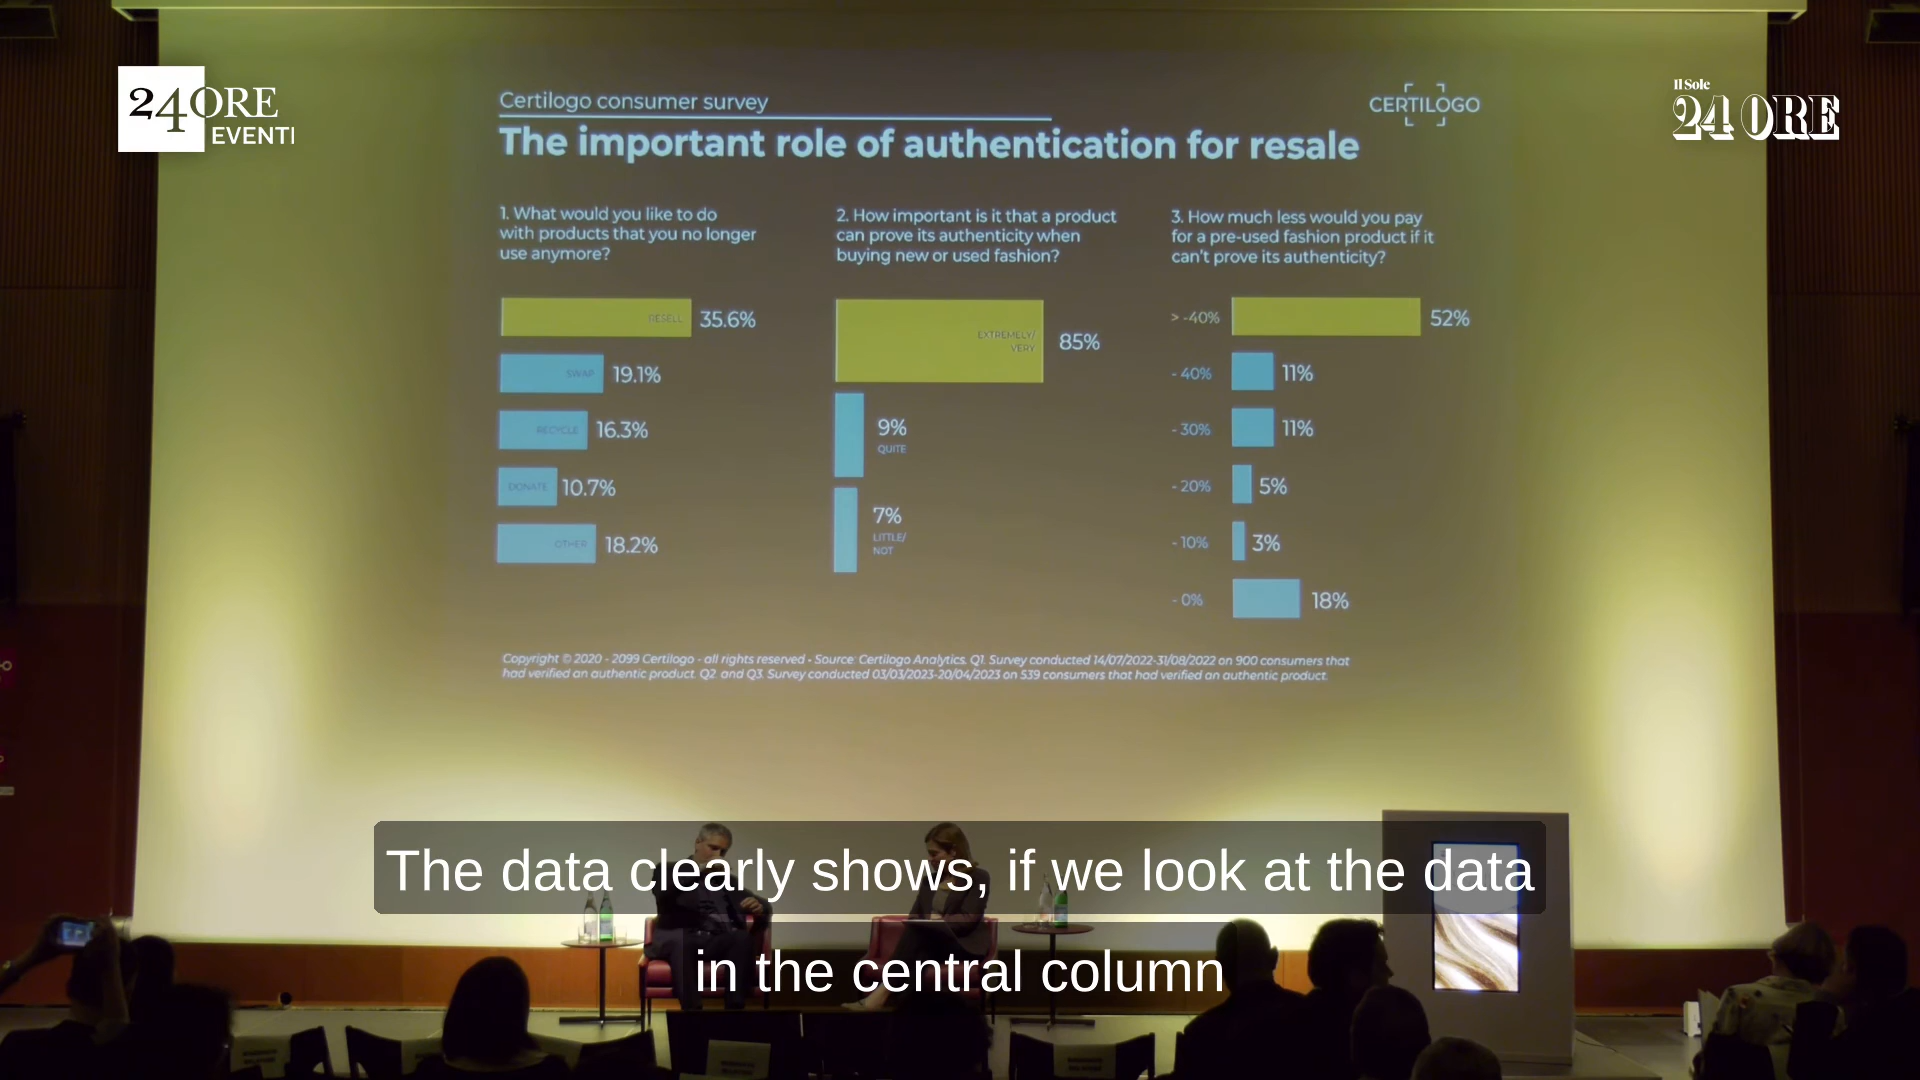 24ORE
EVENTI
Il Sole
24 ORE
Certilogo consumer survey
CERTILOGO
The important role of authentication for resale
1. What would you like to do
with products that you no longer
use anymore?
RESELL 35.6%
SWAP 19.1%
RECYCLE 16.3%
DONATE 10.7%
OTHER 18.2%
2. How important is it that a product
can prove its authenticity when
buying new or used fashion?
EXTREMELY/
VERY
85%
9%
QUITE
7%
LITTLE/
NOT
3. How much less would you pay
for a pre-used fashion product if it
can't prove its authenticity?
> -40% 52%
- 40% 11%
- 30% 11%
- 20% 5%
- 10% 3%
- 0% 18%
Copyright © 2020 - 2099 Certilogo - all rights reserved • Source: Certilogo Analytics. Q1. Survey conducted 14/07/2022-31/08/2022 on 900 consumers that
had verified an authentic product. Q2. and Q3. Survey conducted 03/03/2023-20/04/2023 on 539 consumers that had verified an authentic product.
The data clearly shows, if we look at the data
in the central column